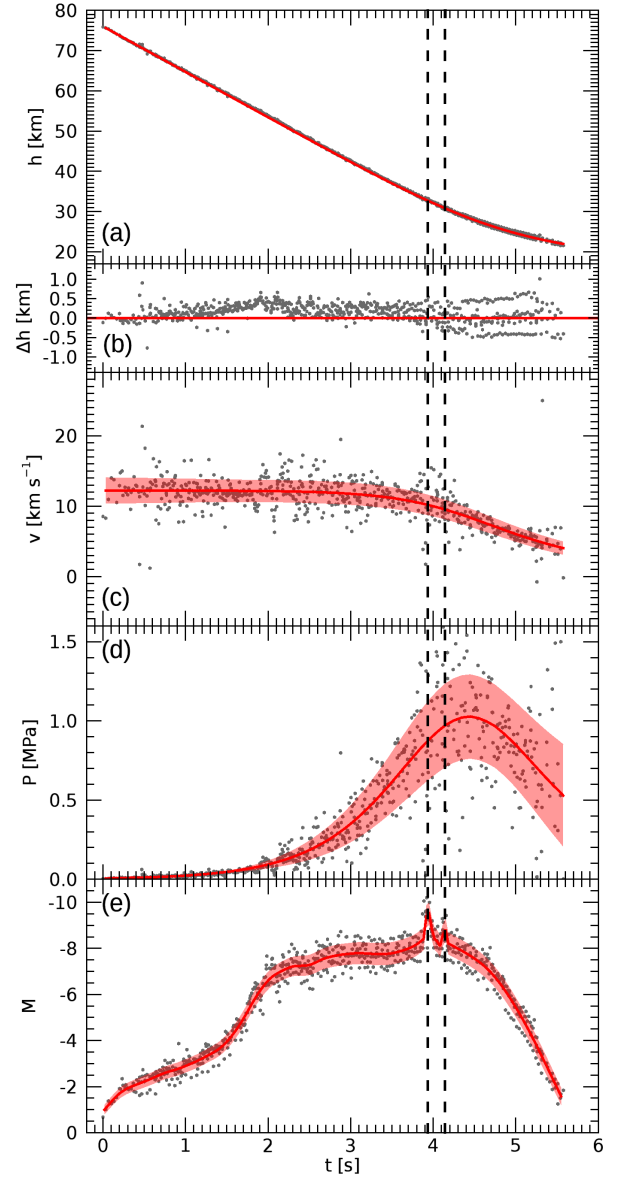 80
70
60
50
40
30
20
h [km]
(a)
1.0
0.5
0.0
-0.5
-1.0
Δh [km]
(b)
20
10
0
v [km s⁻¹]
(c)
(d)
1.5
1.0
0.5
0.0
P [MPa]
(e)
-10
-8
-6
-4
-2
0
M
0 1 2 3 4 5 6
t [s]